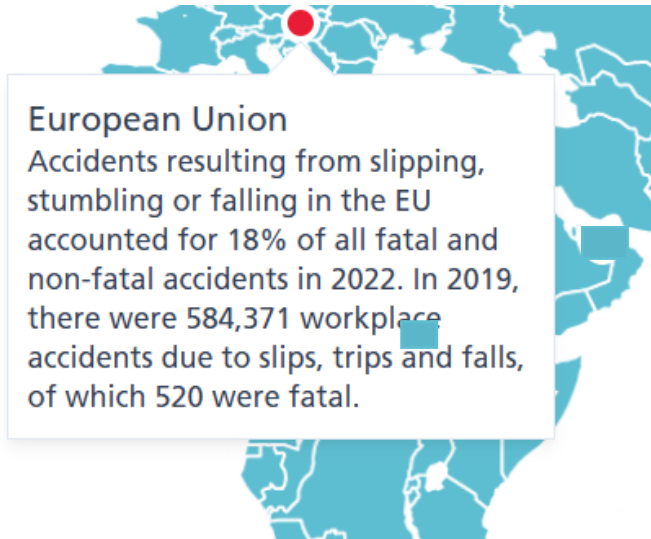 European Union
Accidents resulting from slipping,
stumbling or falling in the EU
accounted for 18% of all fatal and
non-fatal accidents in 2022. In 2019,
there were 584,371 workplace
accidents due to slips, trips and falls,
of which 520 were fatal.